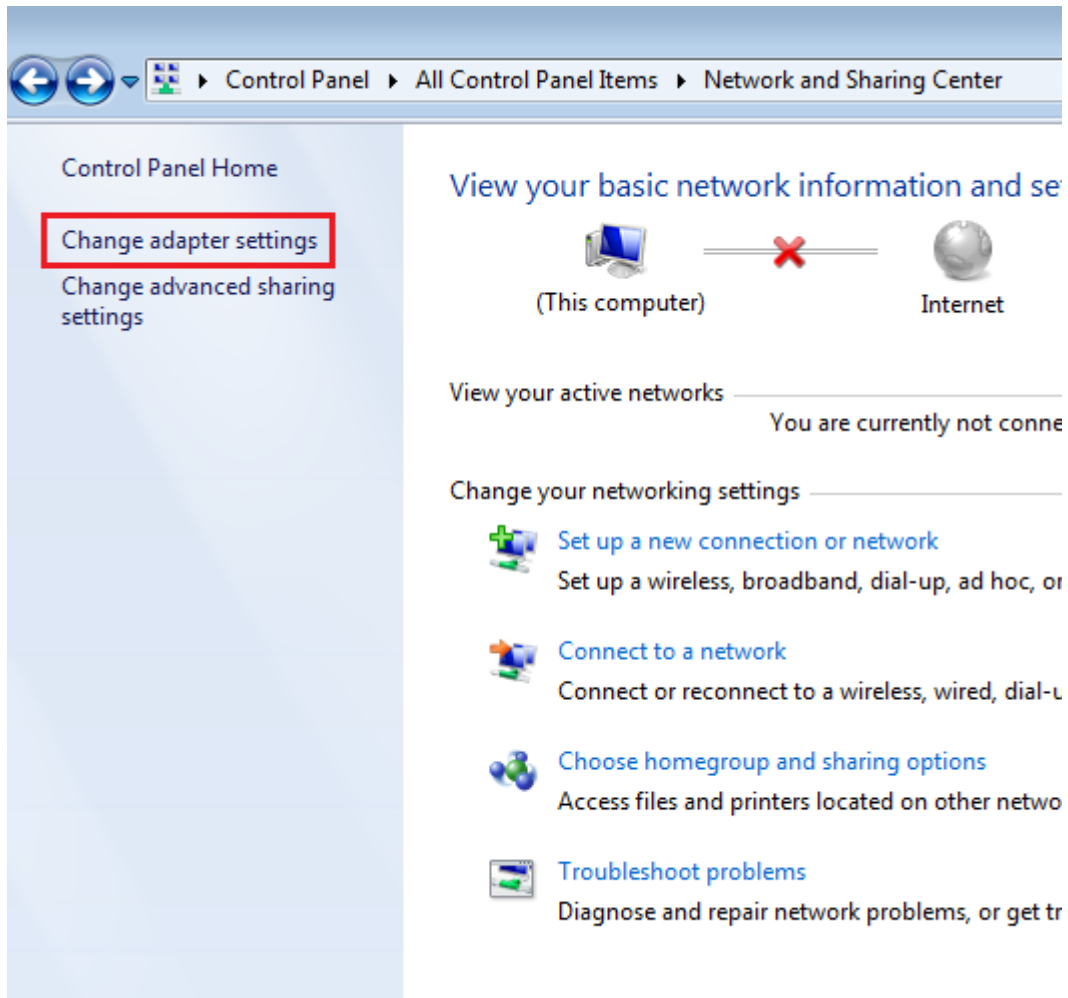 Control Panel ▸ All Control Panel Items ▸ Network and Sharing Center
Control Panel Home
Change adapter settings
Change advanced sharing
settings
View your basic network information and se
(This computer)
Internet
View your active networks
You are currently not conne
Change your networking settings
Set up a new connection or network
Set up a wireless, broadband, dial-up, ad hoc, or
Connect to a network
Connect or reconnect to a wireless, wired, dial-u
Choose homegroup and sharing options
Access files and printers located on other netwo
Troubleshoot problems
Diagnose and repair network problems, or get tr